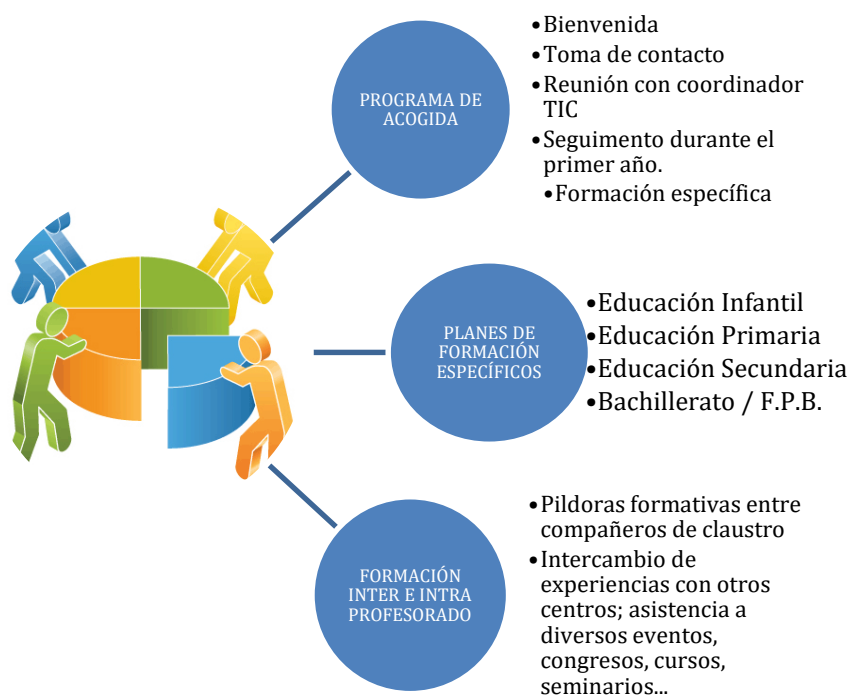 PROGRAMA DE
ACOGIDA
•Bienvenida
•Toma de contacto
•Reunión con coordinador
TIC
•Seguimento durante el
primer año.
•Formación específica
PLANES DE
FORMACIÓN
ESPECÍFICOS
•Educación Infantil
•Educación Primaria
•Educación Secundaria
•Bachillerato / F.P.B.
FORMACIÓN
INTER E INTRA
PROFESORADO
•Pildoras formativas entre
compañeros de claustro
•Intercambio de
experiencias con otros
centros; asistencia a
diversos eventos,
congresos, cursos,
seminarios...